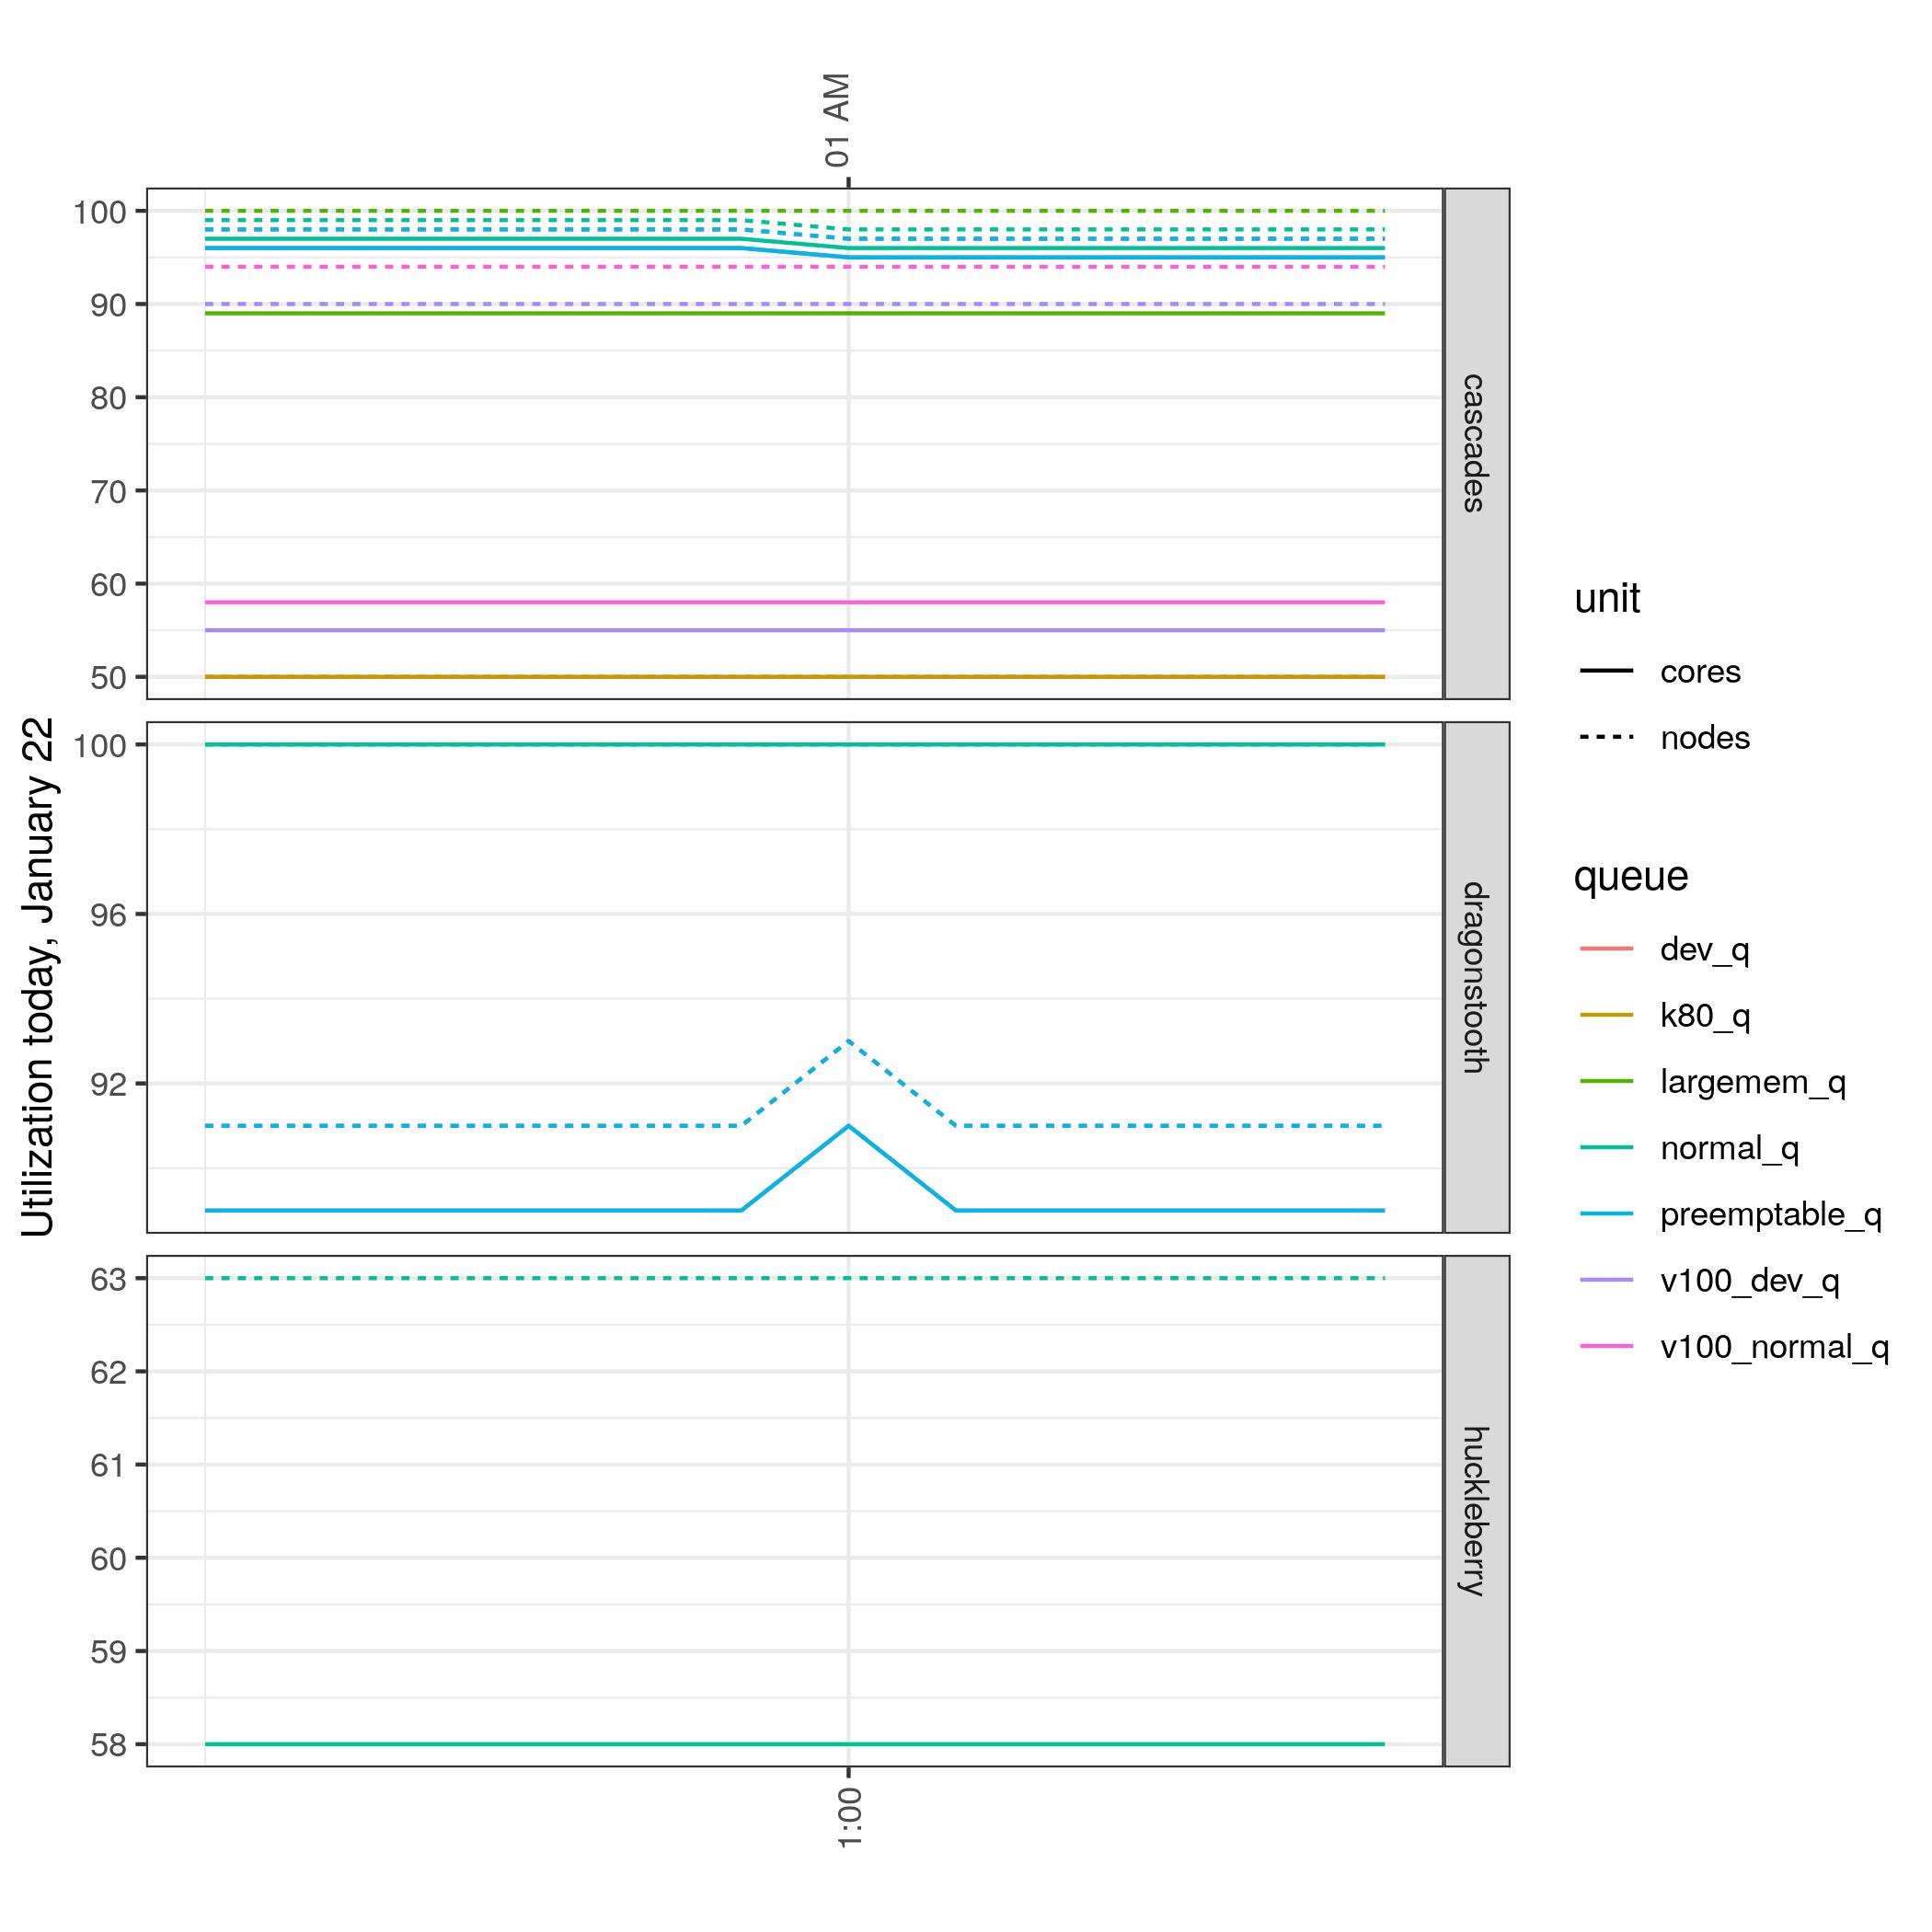 01 AM
100
90
80
70
60
50
cascades
100
96
92
dragonstooth
63
62
61
60
59
58
huckleberry
1:00
Utilization today, January 22
unit
cores
nodes
queue
dev_q
k80_q
largemem_q
normal_q
preemptable_q
v100_dev_q
v100_normal_q